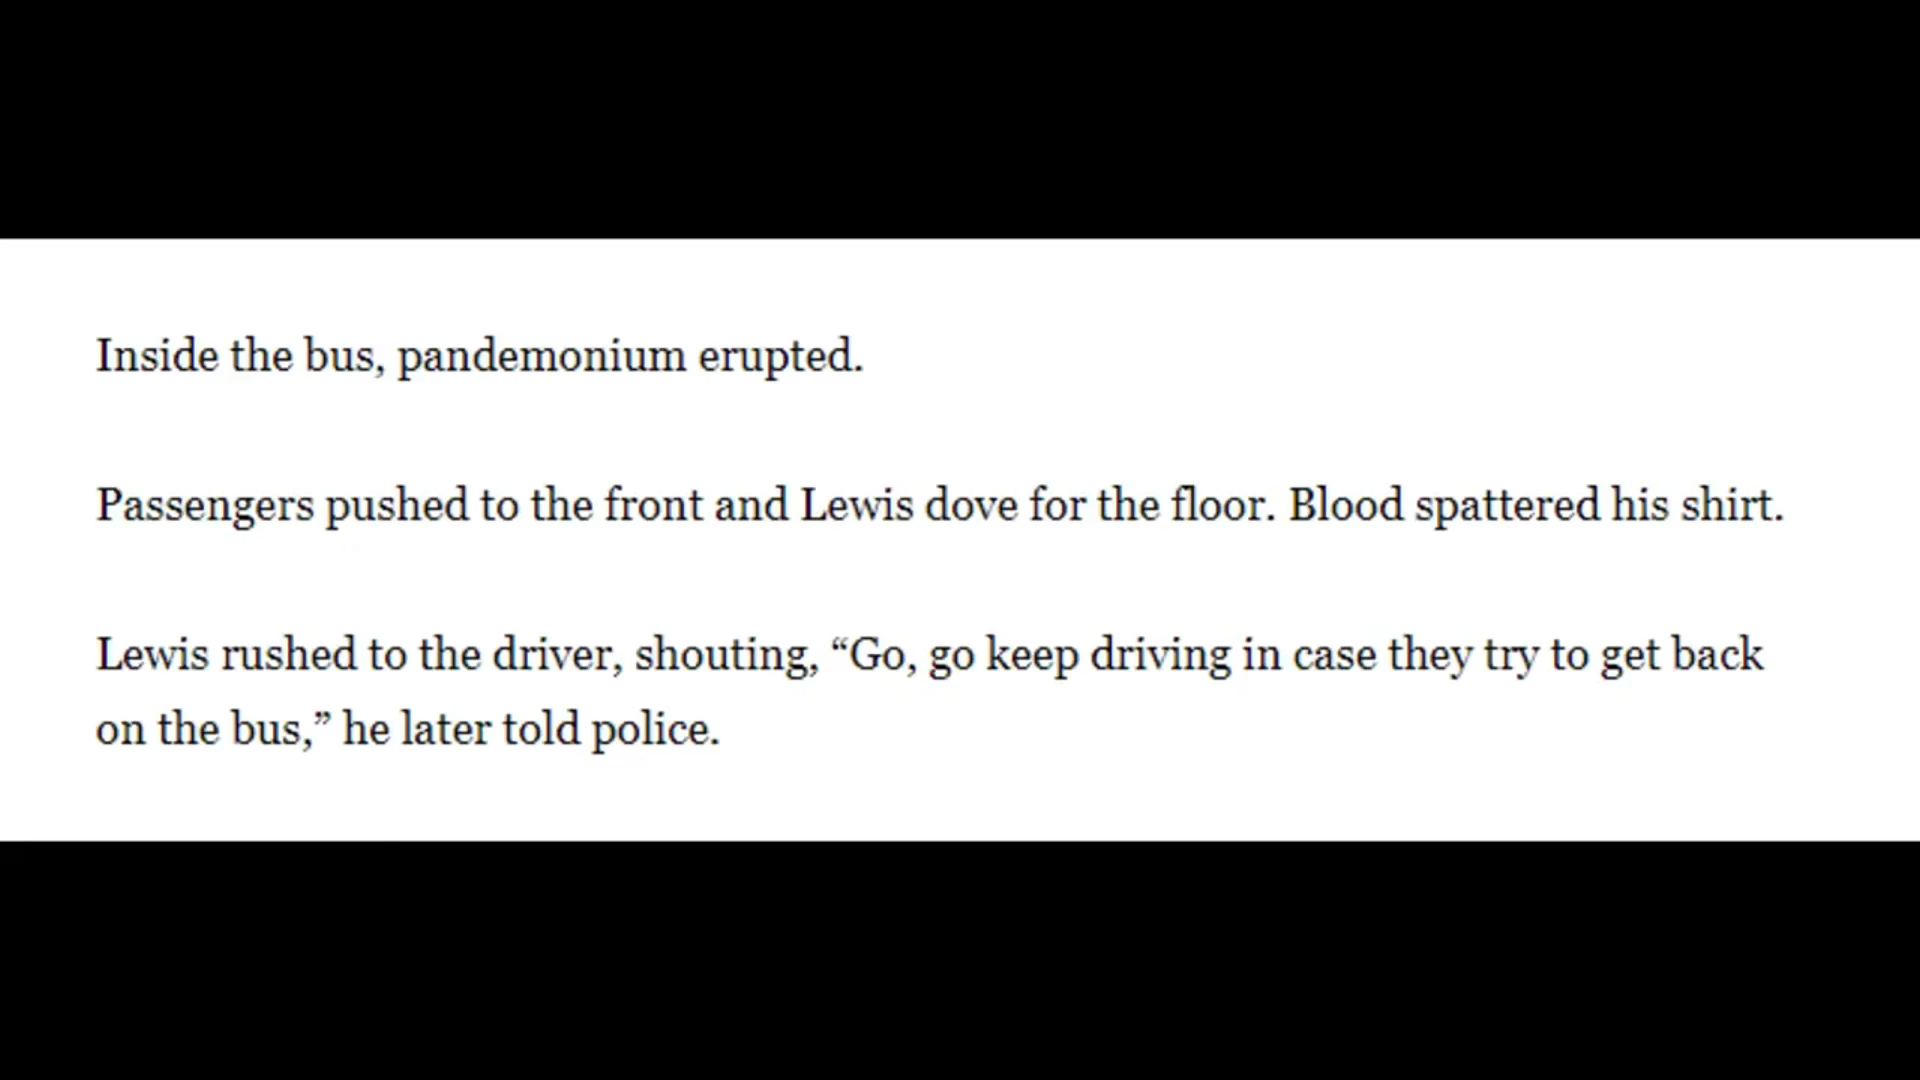 Inside the bus, pandemonium erupted.
Passengers pushed to the front and Lewis dove for the floor. Blood spattered his shirt.
Lewis rushed to the driver, shouting, “Go, go keep driving in case they try to get back
on the bus,” he later told police.